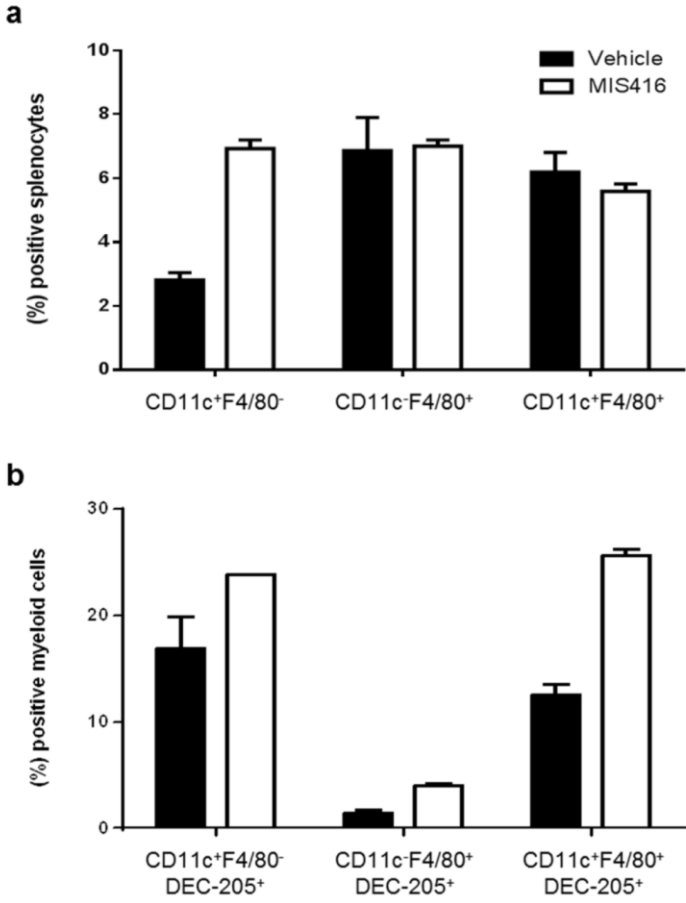 a
10
8
6
4
2
0
(%) positive splenocytes
Vehicle
MIS416
CD11c⁺F4/80⁻
CD11c⁻F4/80⁺
CD11c⁺F4/80⁺
b
30
20
10
0
(%) positive myeloid cells
CD11c⁺F4/80⁻
DEC-205⁺
CD11c⁻F4/80⁺
DEC-205⁺
CD11c⁺F4/80⁺
DEC-205⁺